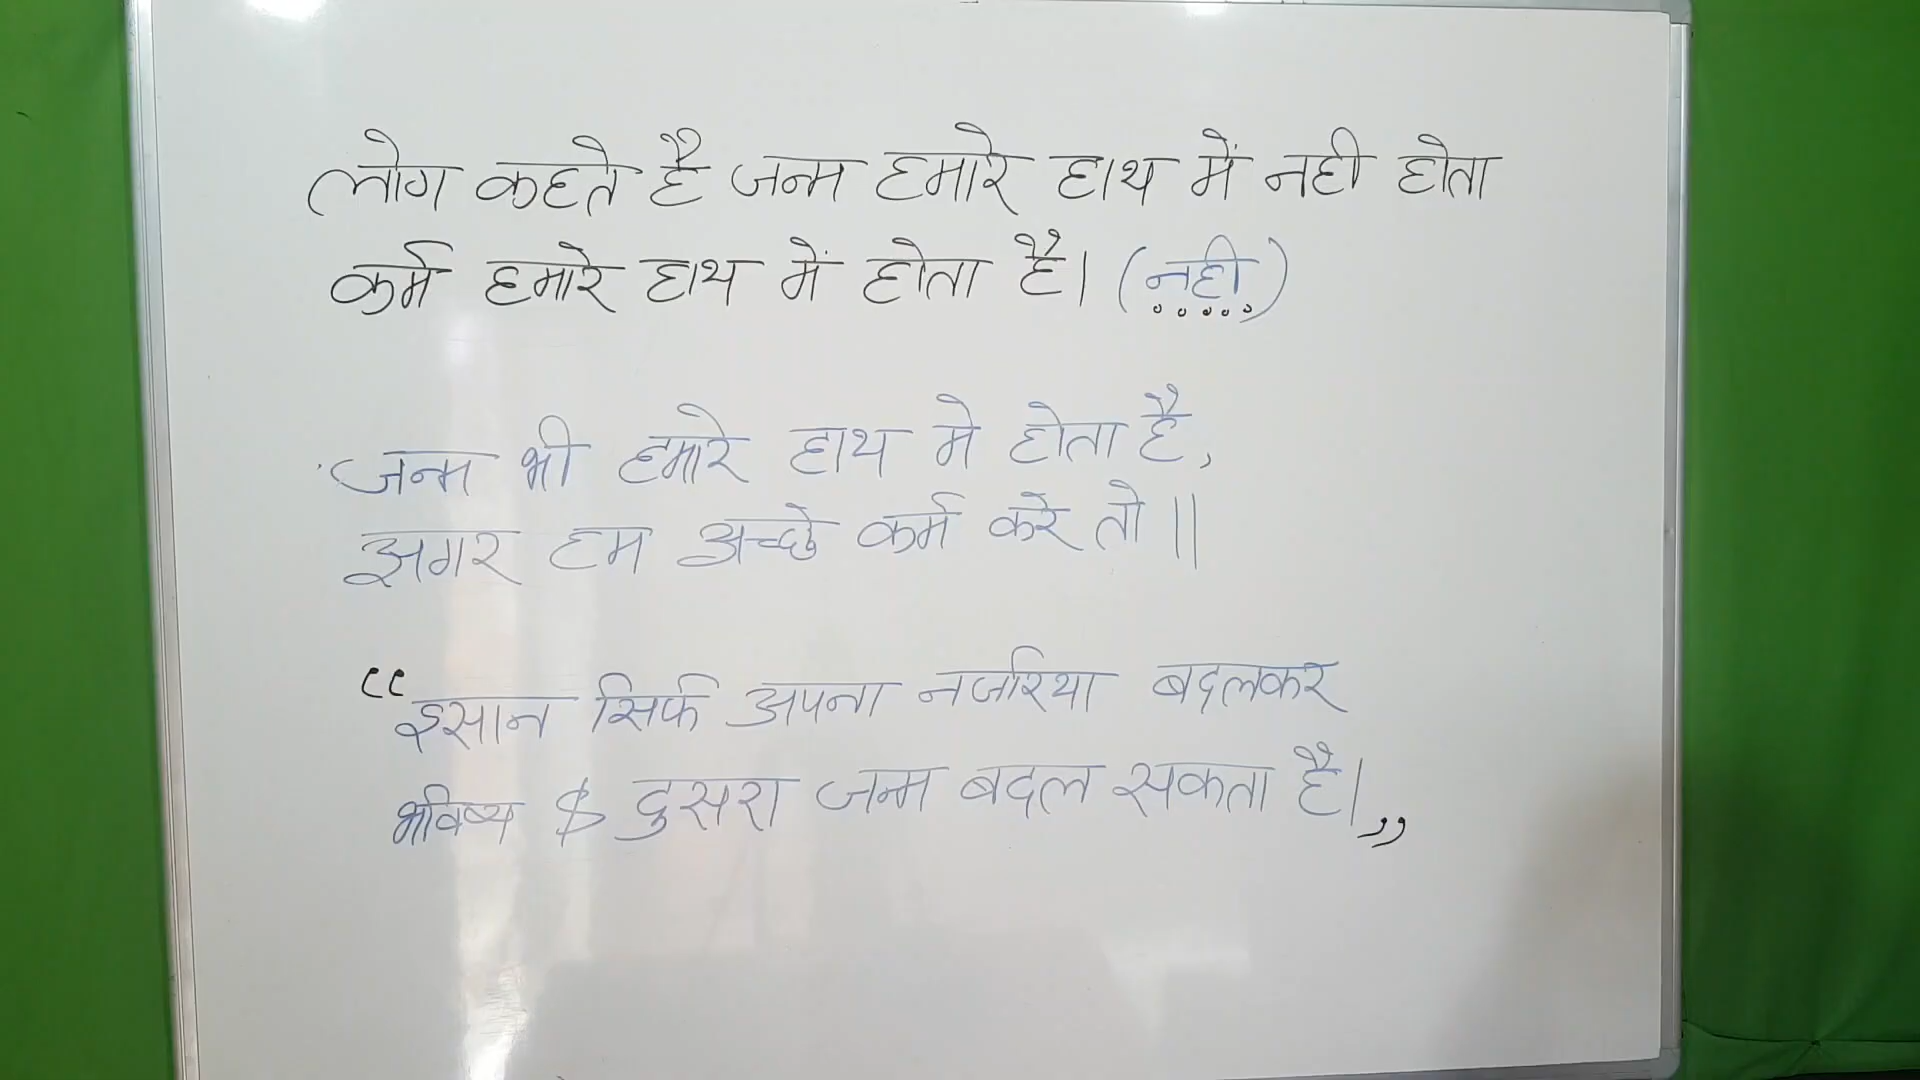 लोग कहते है जन्म हमारे हाथ में नही होता
कर्म हमारे हाथ में होता है। (नही.....)
जन्म भी हमारे हाथ मे होता है,
अगर हम अच्छे कर्म करे तो ||
“इसान सिर्फ अपना नजरिया बदलकर
भविष्य $ दुसरा जन्म बदल सकता है।”